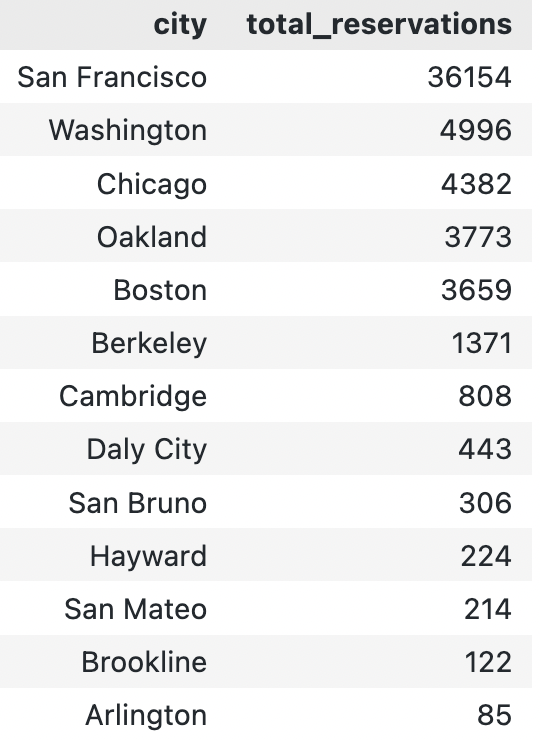 city total_reservations
San Francisco 36154
Washington 4996
Chicago 4382
Oakland 3773
Boston 3659
Berkeley 1371
Cambridge 808
Daly City 443
San Bruno 306
Hayward 224
San Mateo 214
Brookline 122
Arlington 85